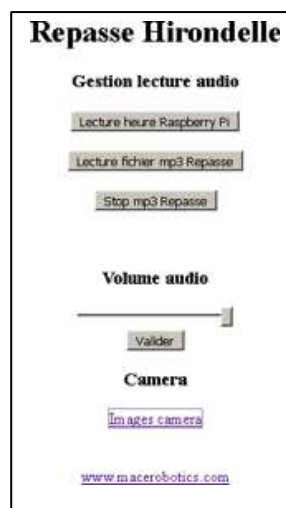 Repasse Hirondelle
Gestion lecture audio
Lecture heure Raspberry Pi
Lecture fichier mp3 Repasse
Stop mp3 Repasse
Volume audio
Valider
Camera
Images camera
www.macerobotics.com